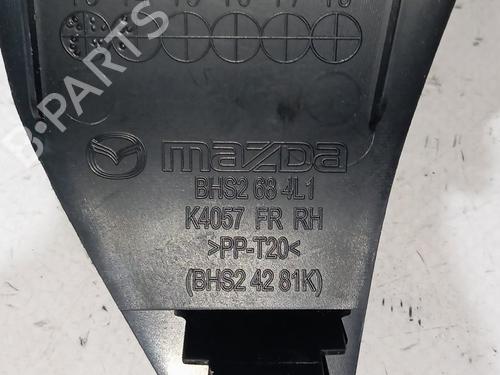 B-PARTS
mazda
BHS2 68 4L1
K4057 FR RH
>PP-T20<
(BHS2 42 81K)